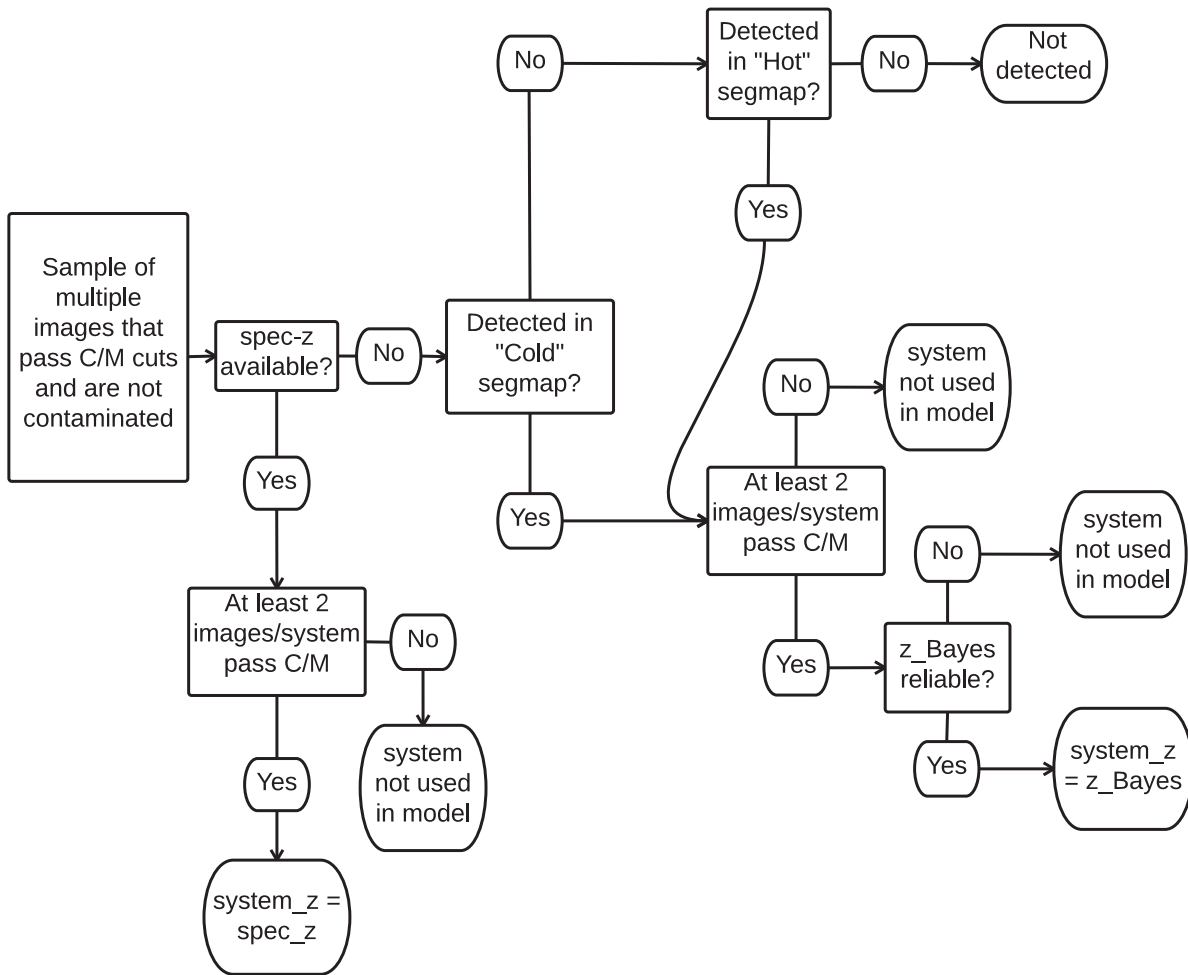 Sample of
multiple
images that
pass C/M cuts
and are not
contaminated
spec-z
available?
No
Detected in
"Cold"
segmap?
No
Detected
in "Hot"
segmap?
No
Not
detected
Yes
Yes
At least 2
images/system
pass C/M
No
system
not used
in model
Yes
z_Bayes
reliable?
No
system
not used
in model
Yes
system_z
= z_Bayes
Yes
At least 2
images/system
pass C/M
No
system
not used
in model
Yes
system_z =
spec_z